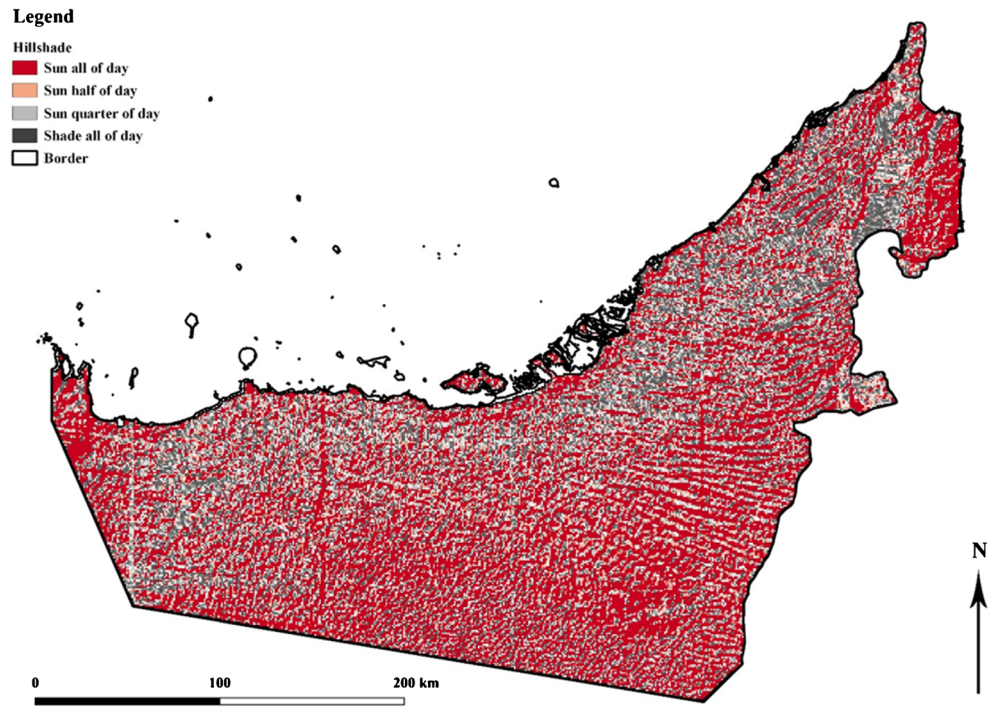 Legend
Hillshade
Sun all of day
Sun half of day
Sun quarter of day
Shade all of day
Border
N
0 100 200 km